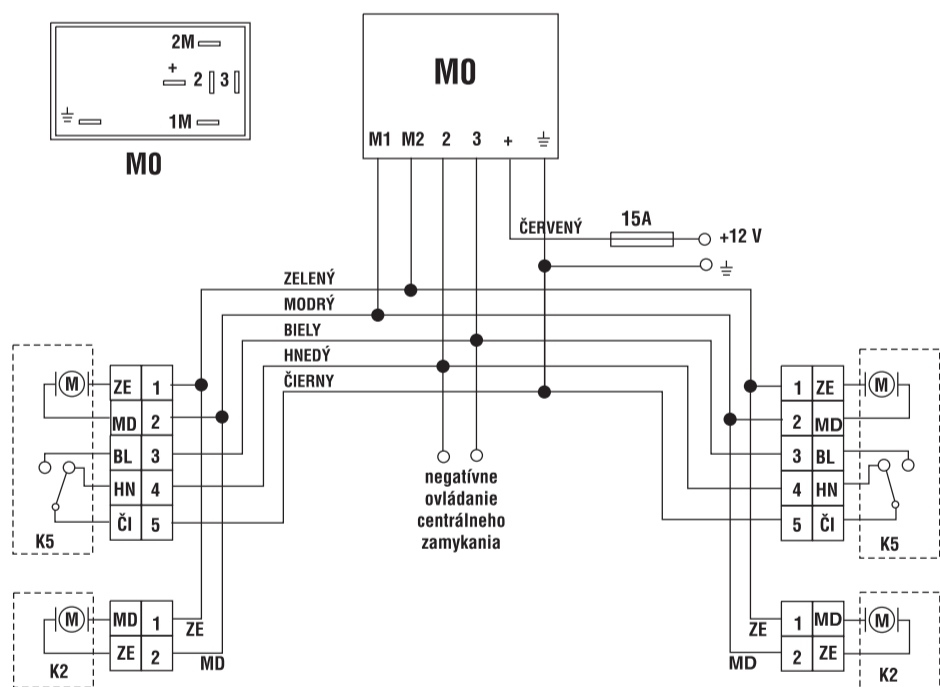 2M
+ 2 3
⏚ 1M
M0
M0
M1 M2 2 3 + ⏚
ČERVENÝ
15A
+12 V
⏚
ZELENÝ
MODRÝ
BIELY
HNEDÝ
ČIERNY
M
ZE 1
MD 2
BL 3
HN 4
ČI 5
K5
negatívne
ovládanie
centrálneho
zamykania
1 ZE
2 MD
3 BL
4 HN
5 ČI
M
K5
M
MD 1
ZE 2
K2
ZE
MD
ZE
MD
1 MD
2 ZE
M
K2